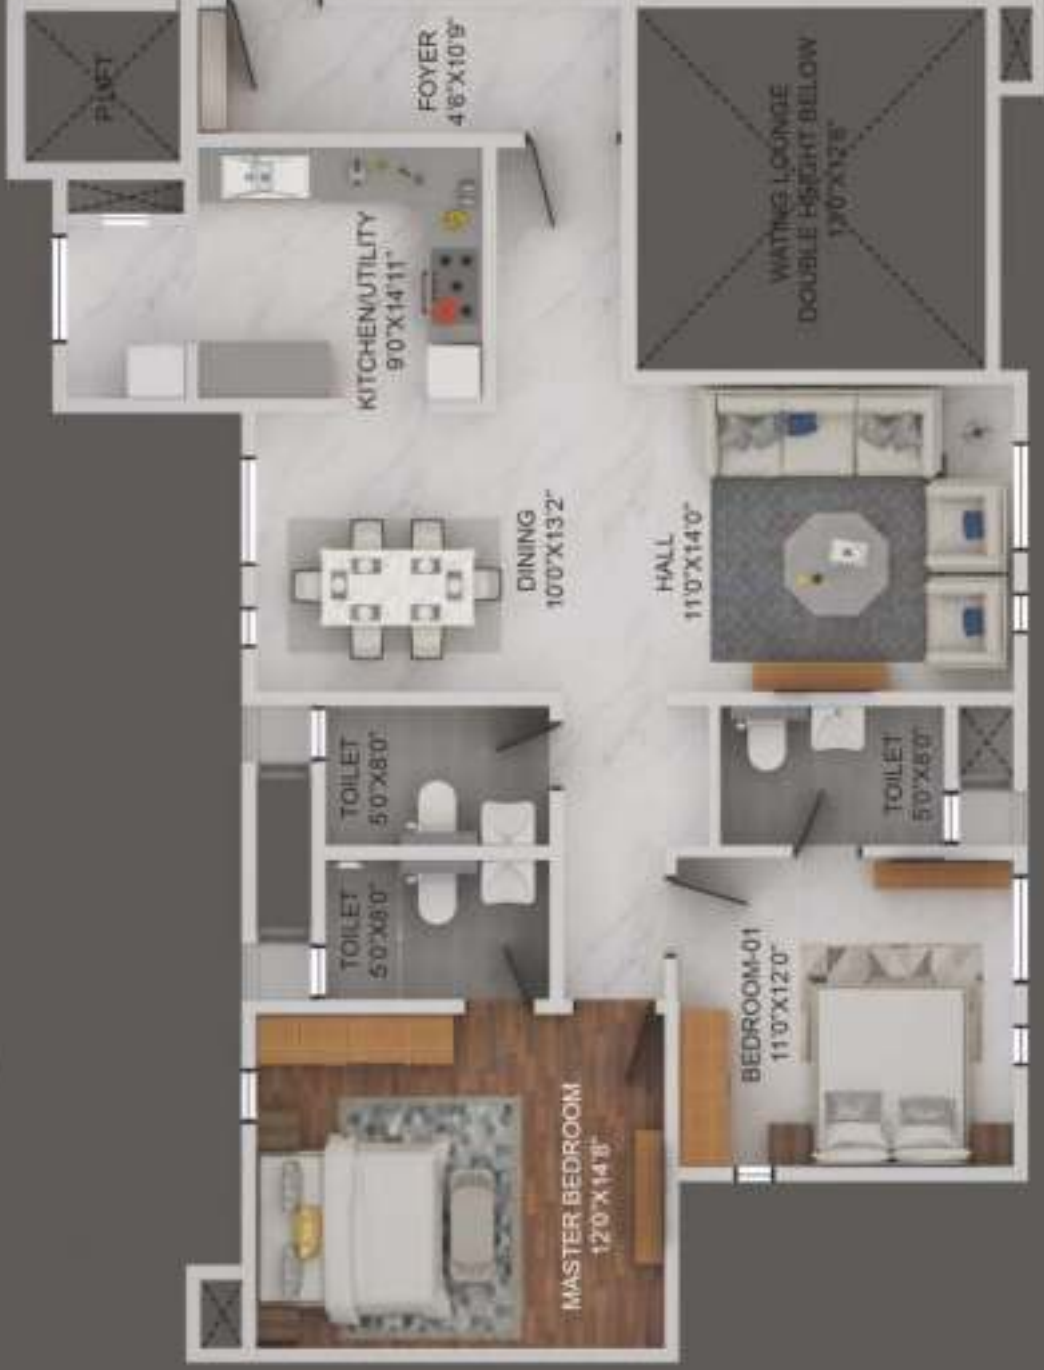 P.LIFT
FOYER
4'6"X10'9"
WATING LOUNGE
DOUBLE HEIGHT BELOW
KITCHEN/UTILITY
9'0"X14'11"
DINING
10'0"X13'2"
HALL
11'0"X14'0"
TOILET
5'0"X8'0"
TOILET
5'0"X8'0"
TOILET
5'0"X8'0"
BEDROOM-01
11'0"X12'0"
MASTER BEDROOM
12'0"X14'8"